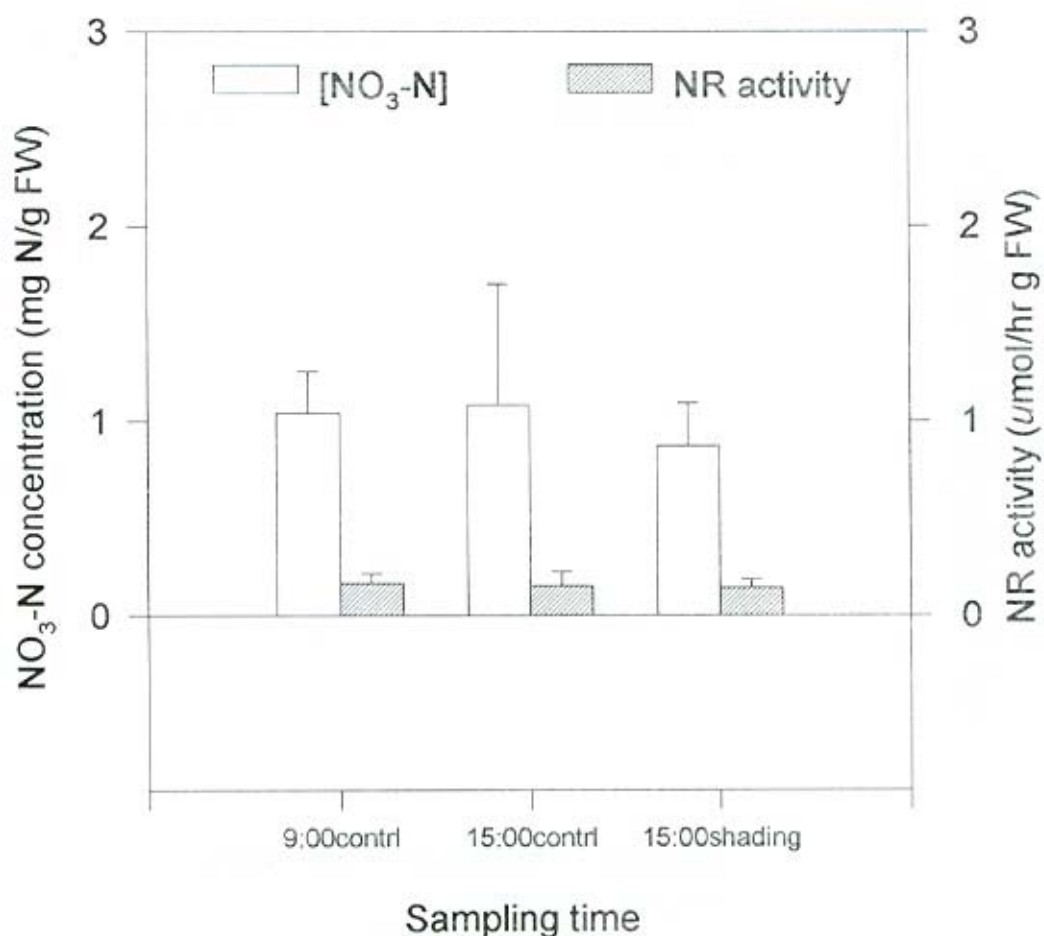 3
3
[NO₃-N]
NR activity
2
2
1
1
0
0
NO₃-N concentration (mg N/g FW)
NR activity (umol/hr g FW)
9:00contrl
15:00contrl
15:00shading
Sampling time